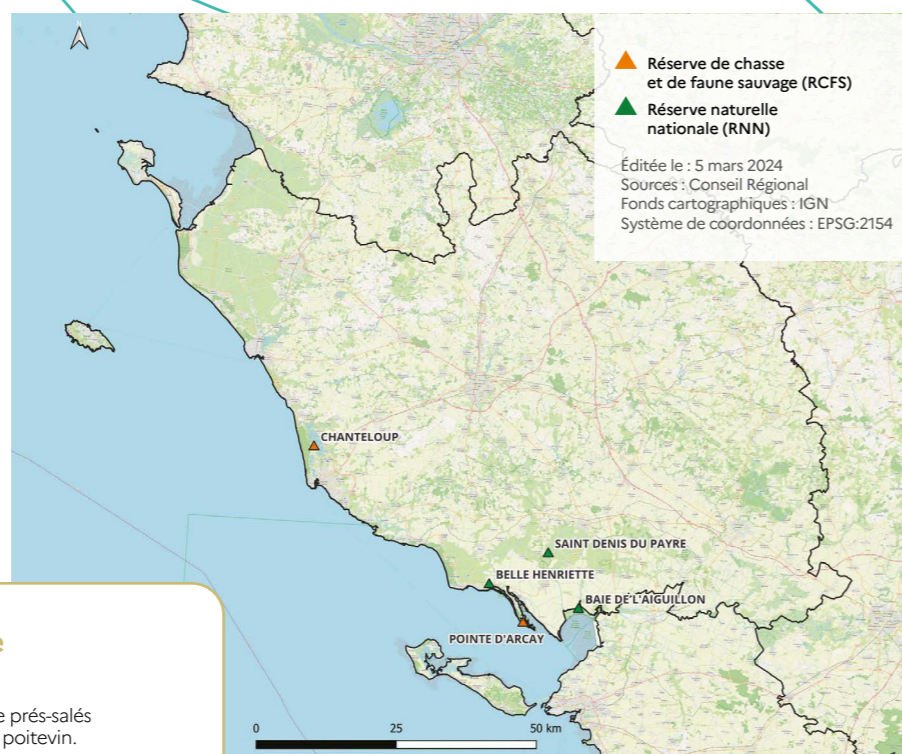 N
Réserve de chasse
et de faune sauvage (RCFS)
Réserve naturelle
nationale (RNN)
Éditée le : 5 mars 2024
Sources : Conseil Régional
Fonds cartographiques : IGN
Système de coordonnées : EPSG:2154
CHANTELOUP
SAINT DENIS DU PAYRE
BELLE HENRIETTE
BAIE DE L'AIGUILLON
POINTE D'ARCAY
e prés-salés
poitevin.
0 25 50 km